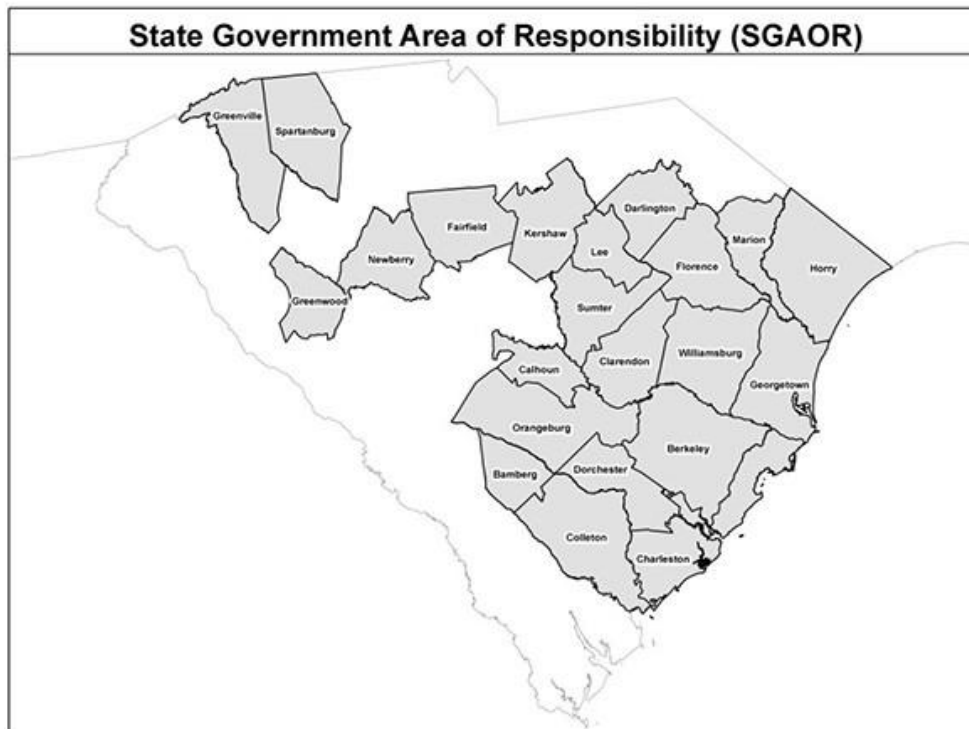 State Government Area of Responsibility (SGAOR)
Greenville
Spartanburg
Darlington
Fairfield
Kershaw
Marion
Lee
Newberry
Florence
Horry
Greenwood
Sumter
Williamsburg
Clarendon
Calhoun
Georgetown
Orangeburg
Berkeley
Dorchester
Bamberg
Colleton
Charleston